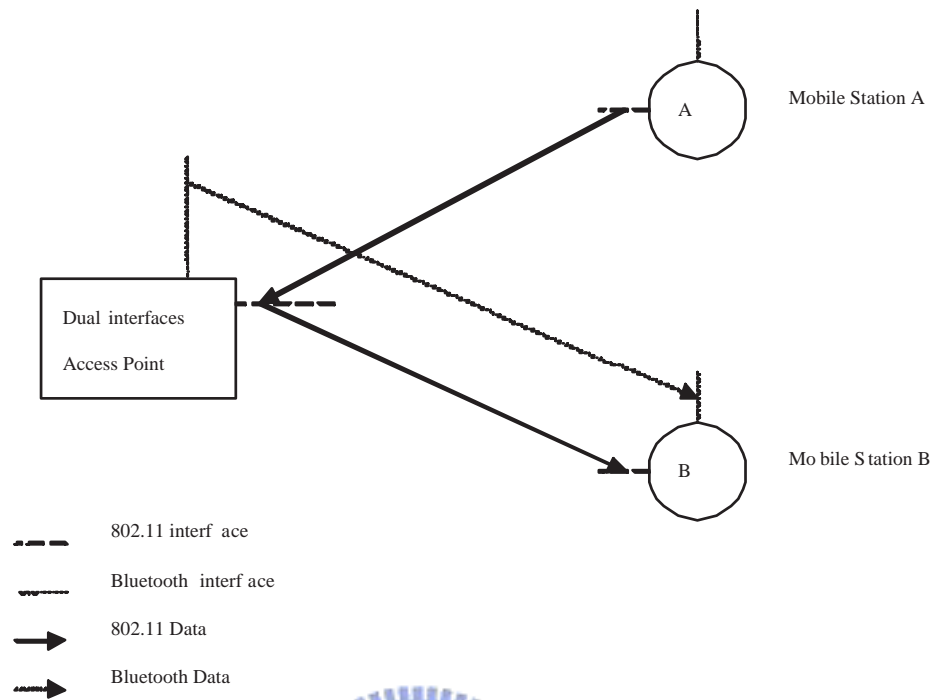 A
Mobile Station A
Dual interfaces
Access Point
B
Mo bile S tation B
802.11 interf ace
Bluetooth interf ace
802.11 Data
Bluetooth Data